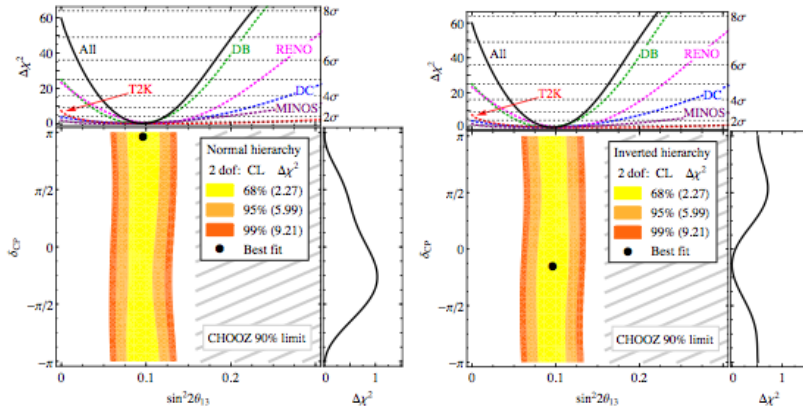 60
40
20
0
Δχ²
All
DB
RENO
T2K
DC
MINOS
8σ
6σ
4σ
2σ
π
π/2
0
-π/2
-π
δCP
Normal hierarchy
2 dof: CL Δχ²
68% (2.27)
95% (5.99)
99% (9.21)
Best fit
CHOOZ 90% limit
0 0.1 0.2
sin²2θ13
0 1
Δχ²
60
40
20
0
Δχ²
All
DB
RENO
T2K
DC
MINOS
8σ
6σ
4σ
2σ
π
π/2
0
-π/2
-π
δCP
Inverted hierarchy
2 dof: CL Δχ²
68% (2.27)
95% (5.99)
99% (9.21)
Best fit
CHOOZ 90% limit
0 0.1 0.2
sin²2θ13
0 1
Δχ²